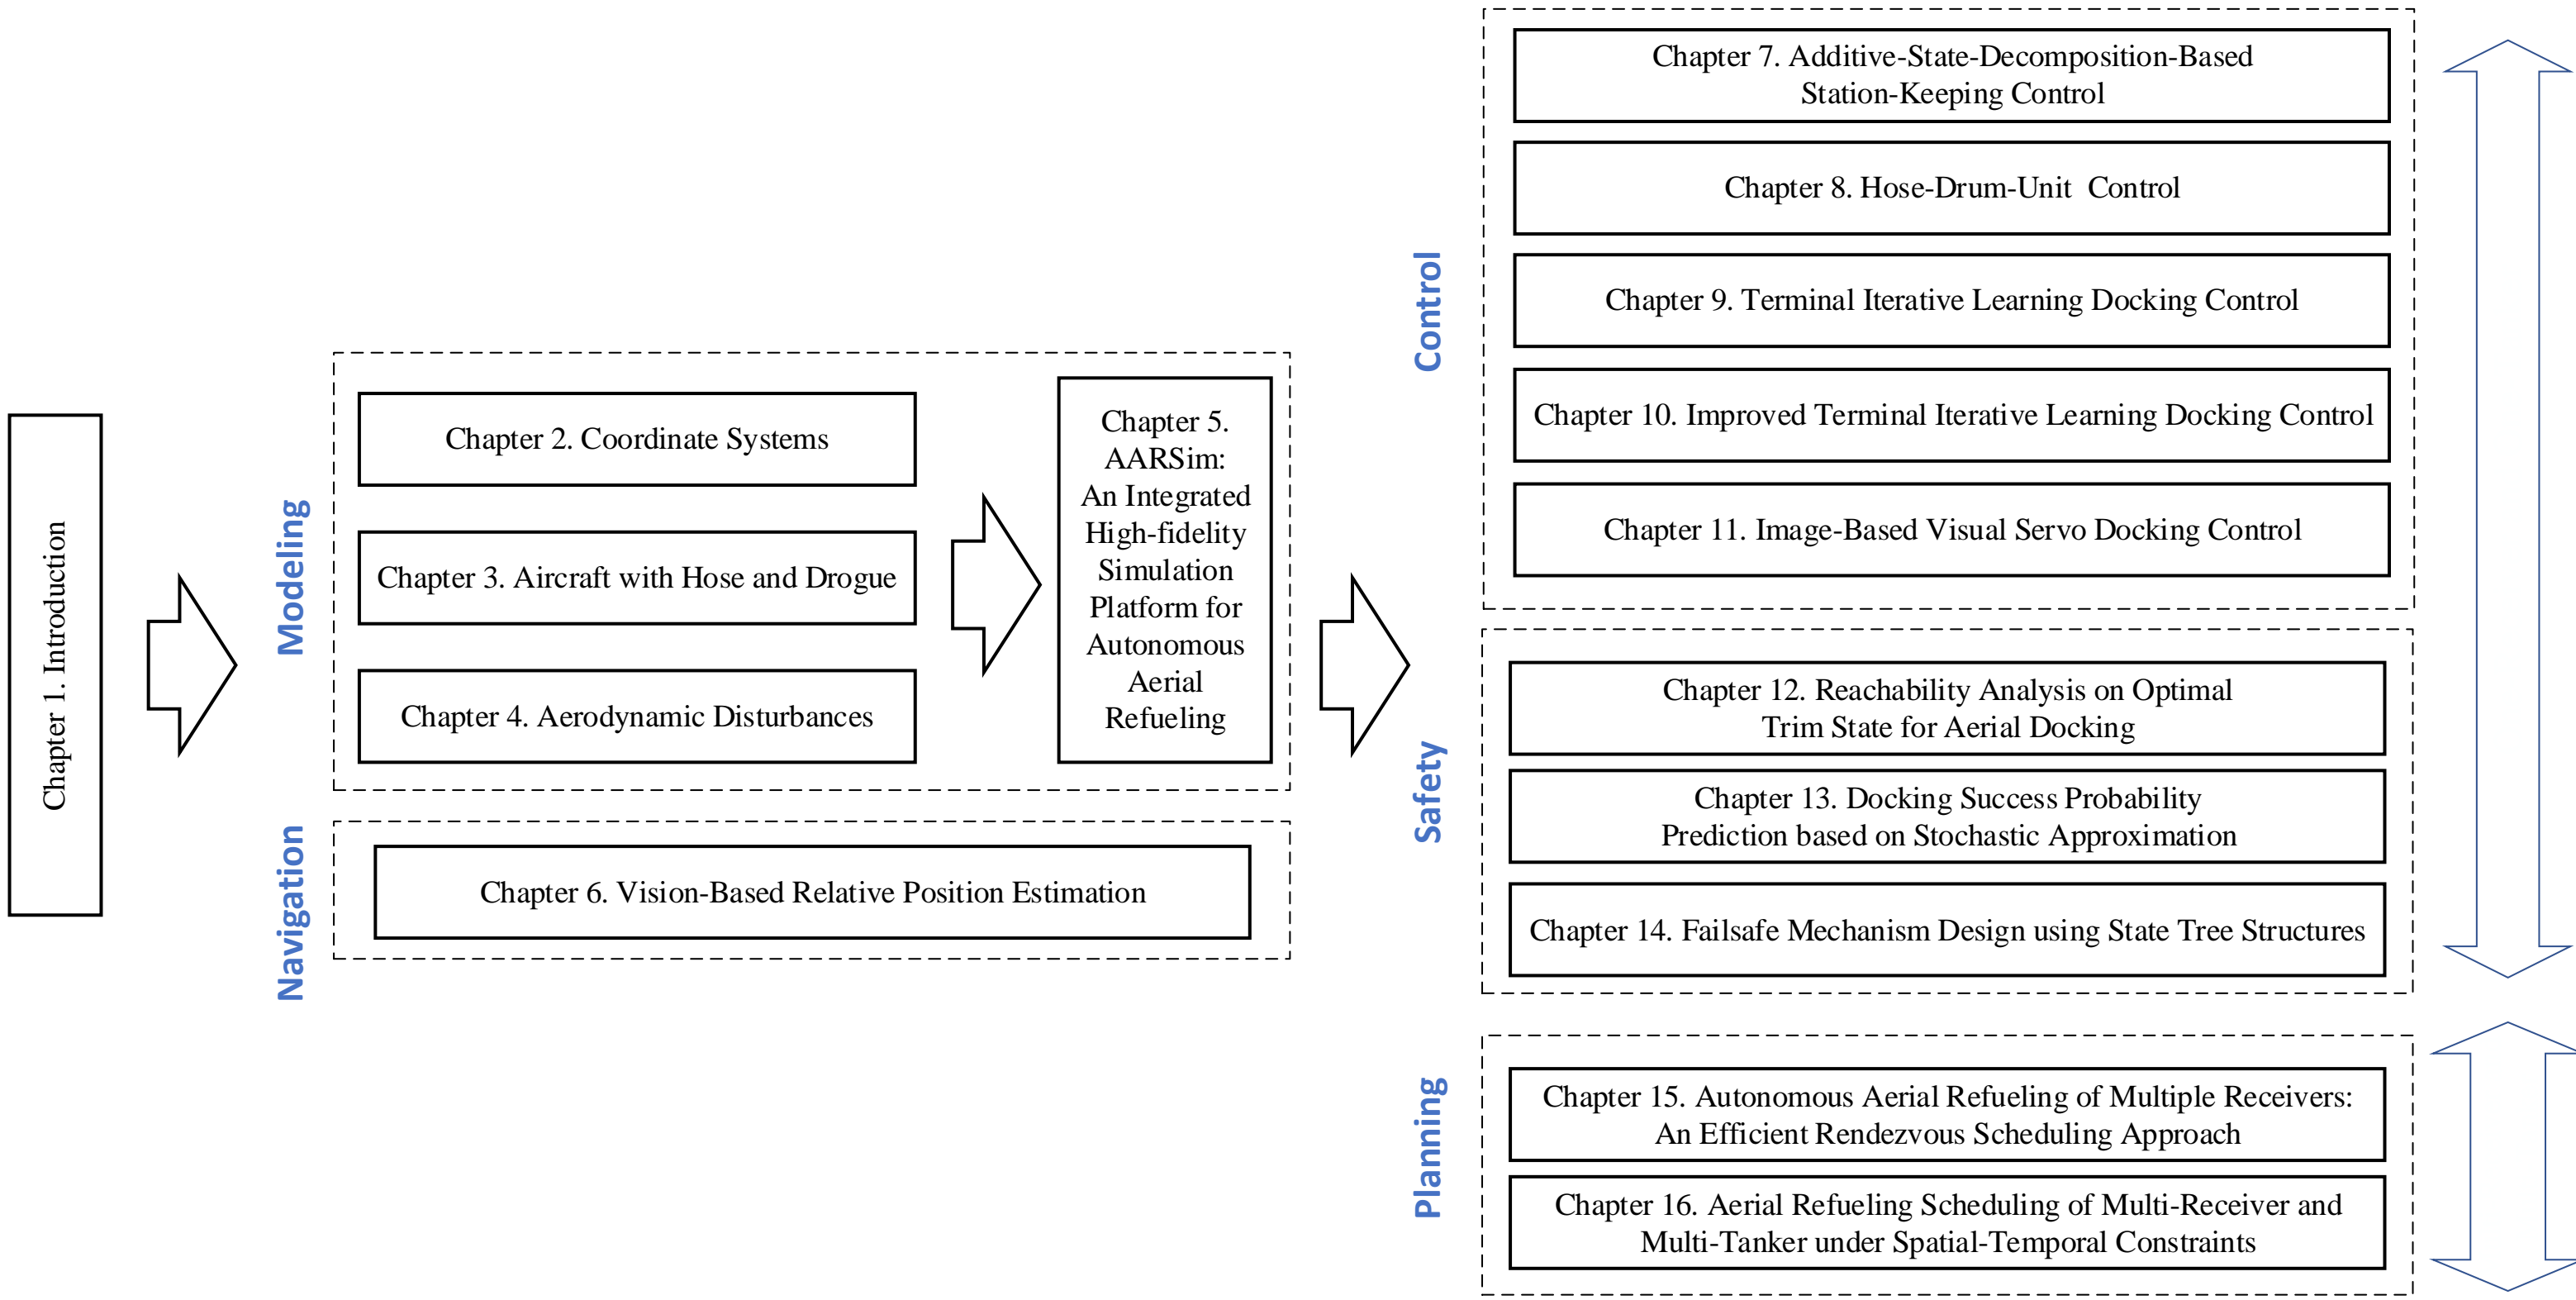 Chapter 1. Introduction
Modeling
Chapter 2. Coordinate Systems
Chapter 3. Aircraft with Hose and Drogue
Chapter 4. Aerodynamic Disturbances
Chapter 5.
AARSim:
An Integrated
High-fidelity
Simulation
Platform for
Autonomous
Aerial
Refueling
Navigation
Chapter 6. Vision-Based Relative Position Estimation
Control
Chapter 7. Additive-State-Decomposition-Based
Station-Keeping Control
Chapter 8. Hose-Drum-Unit Control
Chapter 9. Terminal Iterative Learning Docking Control
Chapter 10. Improved Terminal Iterative Learning Docking Control
Chapter 11. Image-Based Visual Servo Docking Control
Safety
Chapter 12. Reachability Analysis on Optimal
Trim State for Aerial Docking
Chapter 13. Docking Success Probability
Prediction based on Stochastic Approximation
Chapter 14. Failsafe Mechanism Design using State Tree Structures
Planning
Chapter 15. Autonomous Aerial Refueling of Multiple Receivers:
An Efficient Rendezvous Scheduling Approach
Chapter 16. Aerial Refueling Scheduling of Multi-Receiver and
Multi-Tanker under Spatial-Temporal Constraints